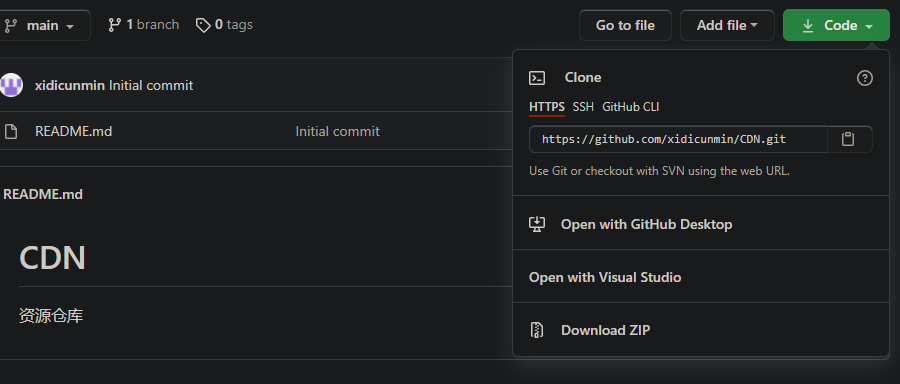 main 1 branch 0 tags Go to file Add file Code
xidicunmin Initial commit
README.md Initial commit
README.md
CDN
资源仓库
Clone
HTTPS SSH GitHub CLI
https://github.com/xidicunmin/CDN.git
Use Git or checkout with SVN using the web URL.
Open with GitHub Desktop
Open with Visual Studio
Download ZIP